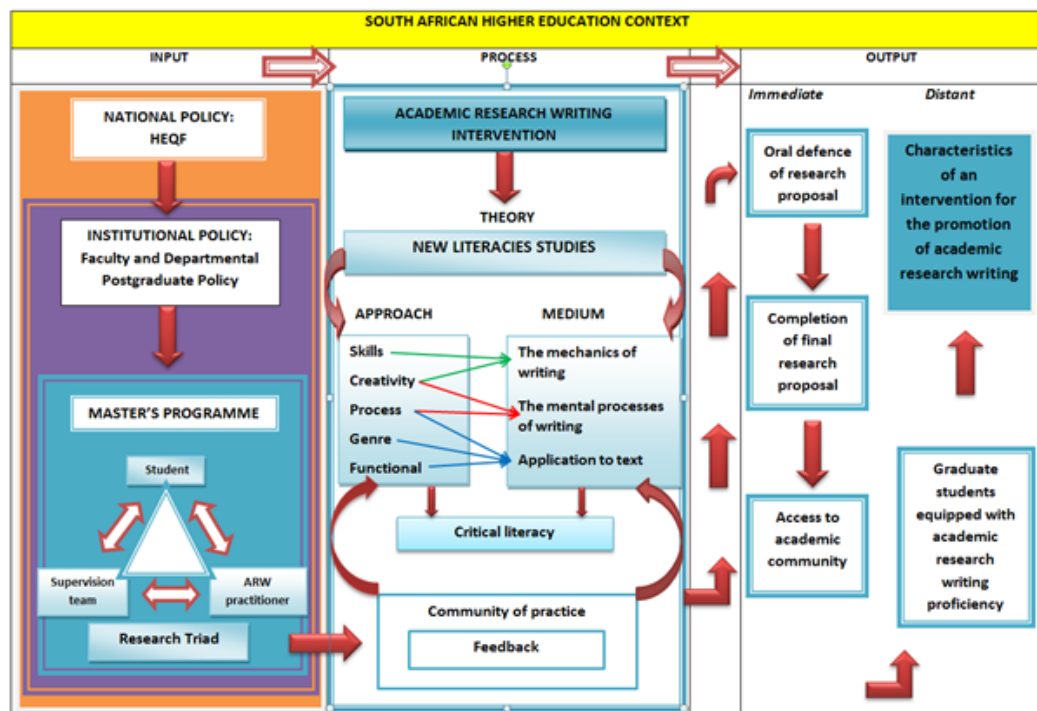 SOUTH AFRICAN HIGHER EDUCATION CONTEXT
INPUT
PROCESS
OUTPUT
NATIONAL POLICY:
HEQF
INSTITUTIONAL POLICY:
Faculty and Departmental
Postgraduate Policy
MASTER'S PROGRAMME
Student
Supervision
team
ARW
practitioner
Research Triad
ACADEMIC RESEARCH WRITING
INTERVENTION
THEORY
NEW LITERACIES STUDIES
APPROACH
Skills
Creativity
Process
Genre
Functional
MEDIUM
The mechanics of
writing
The mental processes
of writing
Application to text
Critical literacy
Community of practice
Feedback
Immediate
Oral defence
of research
proposal
Completion
of final
research
proposal
Access to
academic
community
Distant
Characteristics
of an
intervention for
the promotion
of academic
research writing
Graduate
students
equipped with
academic
research
writing
proficiency